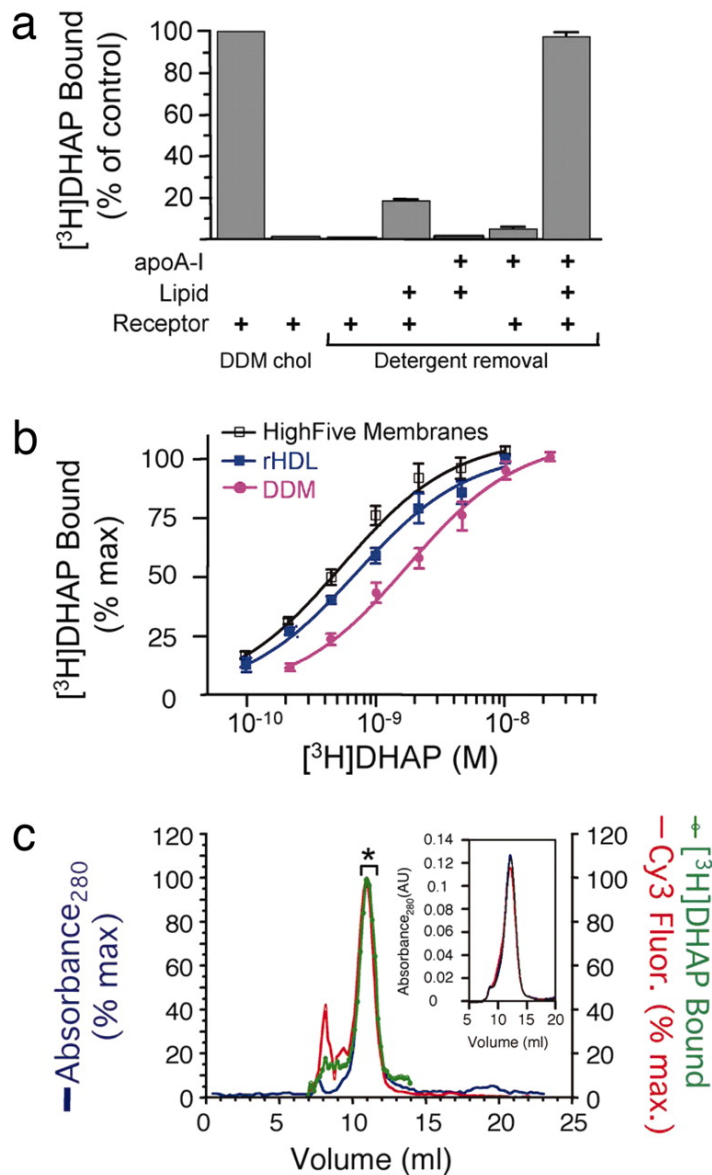 a
[³H]DHAP Bound
(% of control)
100
80
60
40
20
apoA-I + + +
Lipid + + +
Receptor + + + + + +
DDM chol Detergent removal
b
[³H]DHAP Bound
(% max)
100
75
50
25
0
HighFive Membranes
rHDL
DDM
10⁻¹⁰ 10⁻⁹ 10⁻⁸
[³H]DHAP (M)
c
Absorbance₂₈₀
(% max)
120
100
80
60
40
20
0
*
0 5 10 15 20 25
Volume (ml)
Absorbance₂₈₀(AU)
0.14
0.12
0.1
0.08
0.06
0.04
0.02
0
5 10 15 20
Volume (ml)
120
100
80
60
40
20
0
[³H]DHAP Bound
Cy3 Fluor. (% max.)